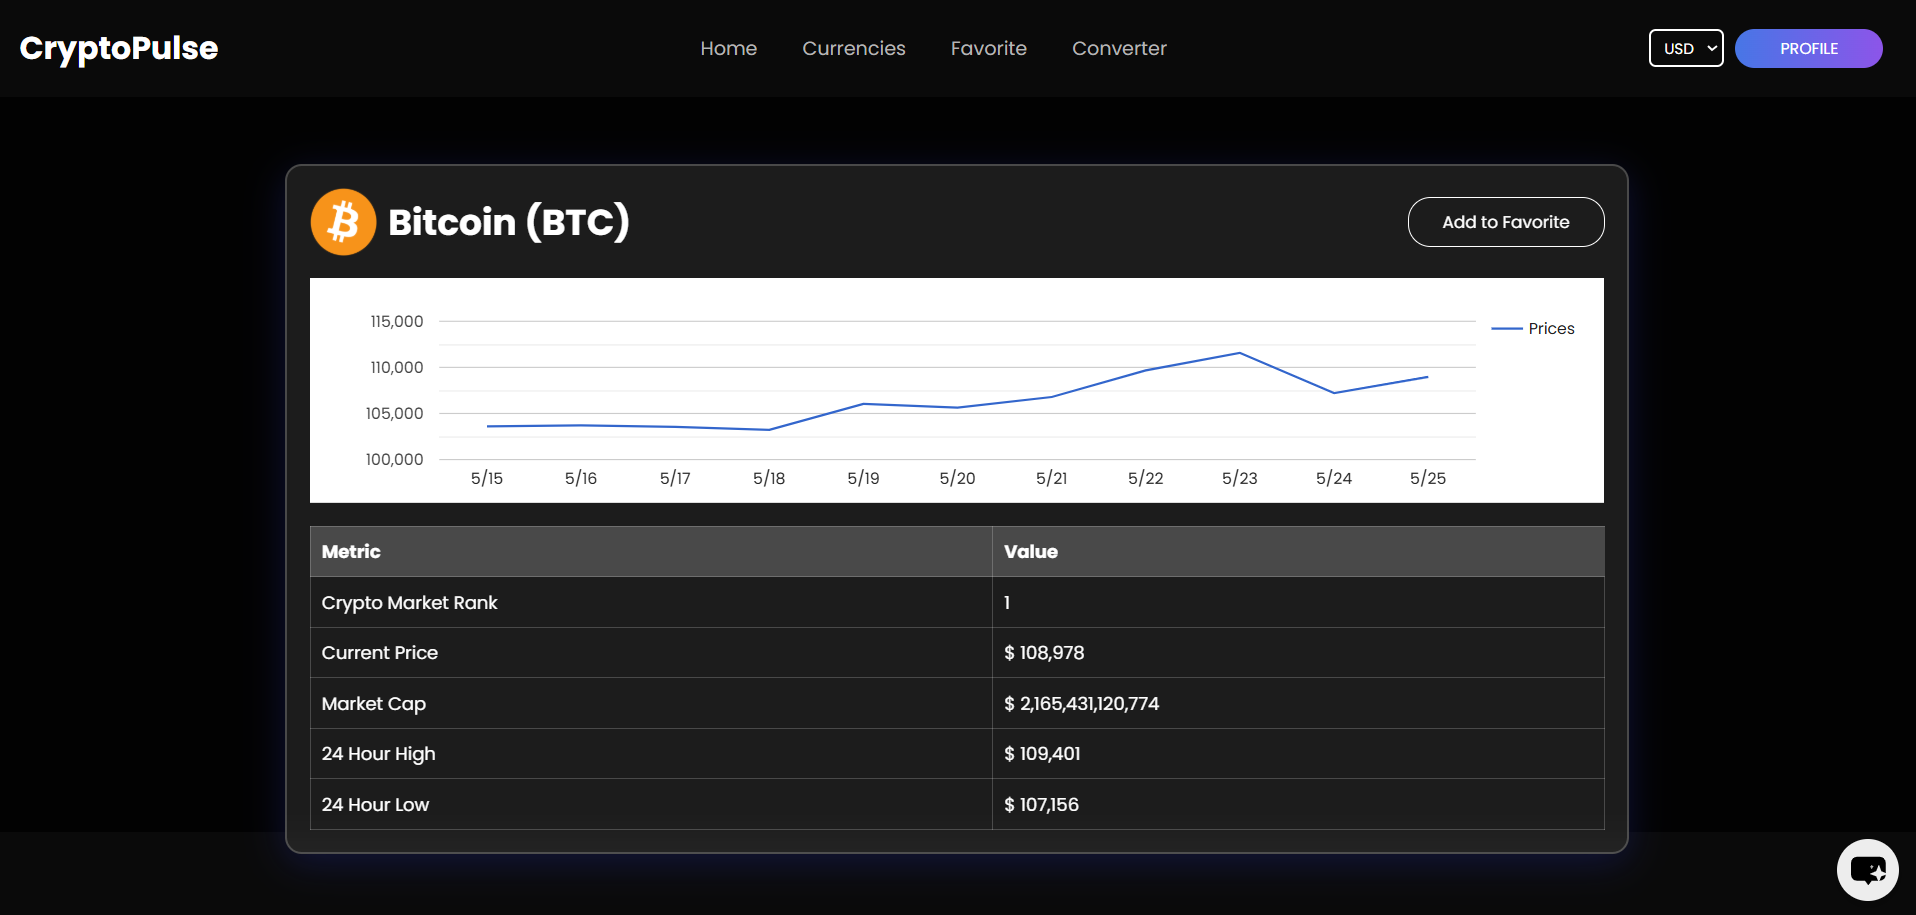 CryptoPulse
Home Currencies Favorite Converter
USD
PROFILE
Bitcoin (BTC)
Add to Favorite
115,000
110,000
105,000
100,000
Prices
5/15 5/16 5/17 5/18 5/19 5/20 5/21 5/22 5/23 5/24 5/25
Metric Value
Crypto Market Rank 1
Current Price $ 108,978
Market Cap $ 2,165,431,120,774
24 Hour High $ 109,401
24 Hour Low $ 107,156